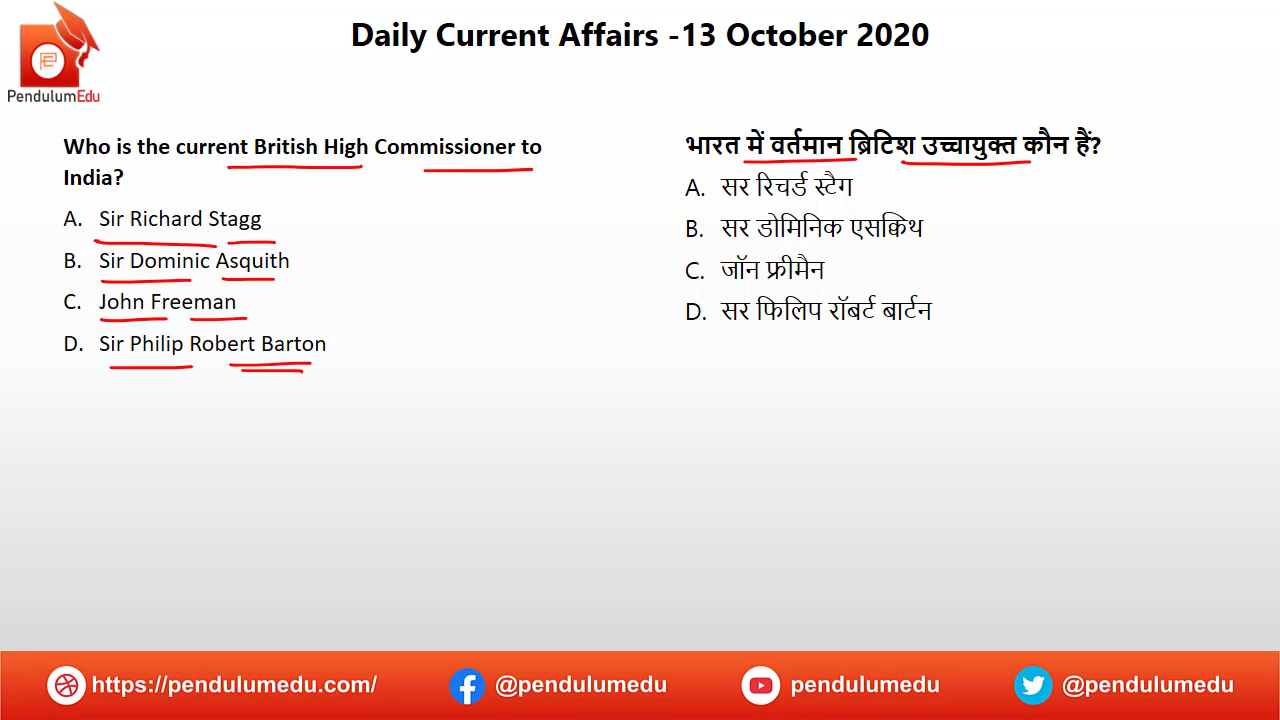 Daily Current Affairs -13 October 2020
PendulumEdu
Who is the current British High Commissioner to
India?
A. Sir Richard Stagg
B. Sir Dominic Asquith
C. John Freeman
D. Sir Philip Robert Barton
भारत में वर्तमान ब्रिटिश उच्चायुक्त कौन हैं?
A. सर रिचर्ड स्टैग
B. सर डोमिनिक एसक्विथ
C. जॉन फ्रीमैन
D. सर फिलिप रॉबर्ट बार्टन
https://pendulumedu.com/
@pendulumedu
pendulumedu
@pendulumedu